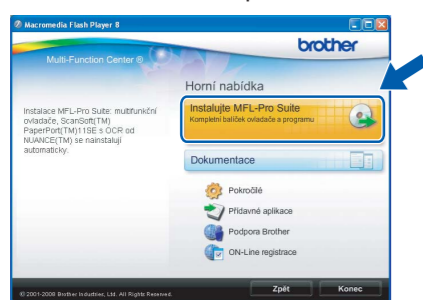 Macromedia Flash Player 8
brother
Multi-Function Center ®
Horní nabídka
Instalace MFL-Pro Suite: multifunkční
ovladače, ScanSoft(TM)
PaperPort(TM)11SE s OCR od
NUANCE(TM) se nainstalují
automaticky.
Instalujte MFL-Pro Suite
Kompletní balíček ovladače a programu
Dokumentace
Pokročilé
Přídavné aplikace
Podpora Brother
ON-Line registrace
© 2001-2008 Brother Industries, Ltd. All Rights Reserved.
Zpět
Konec